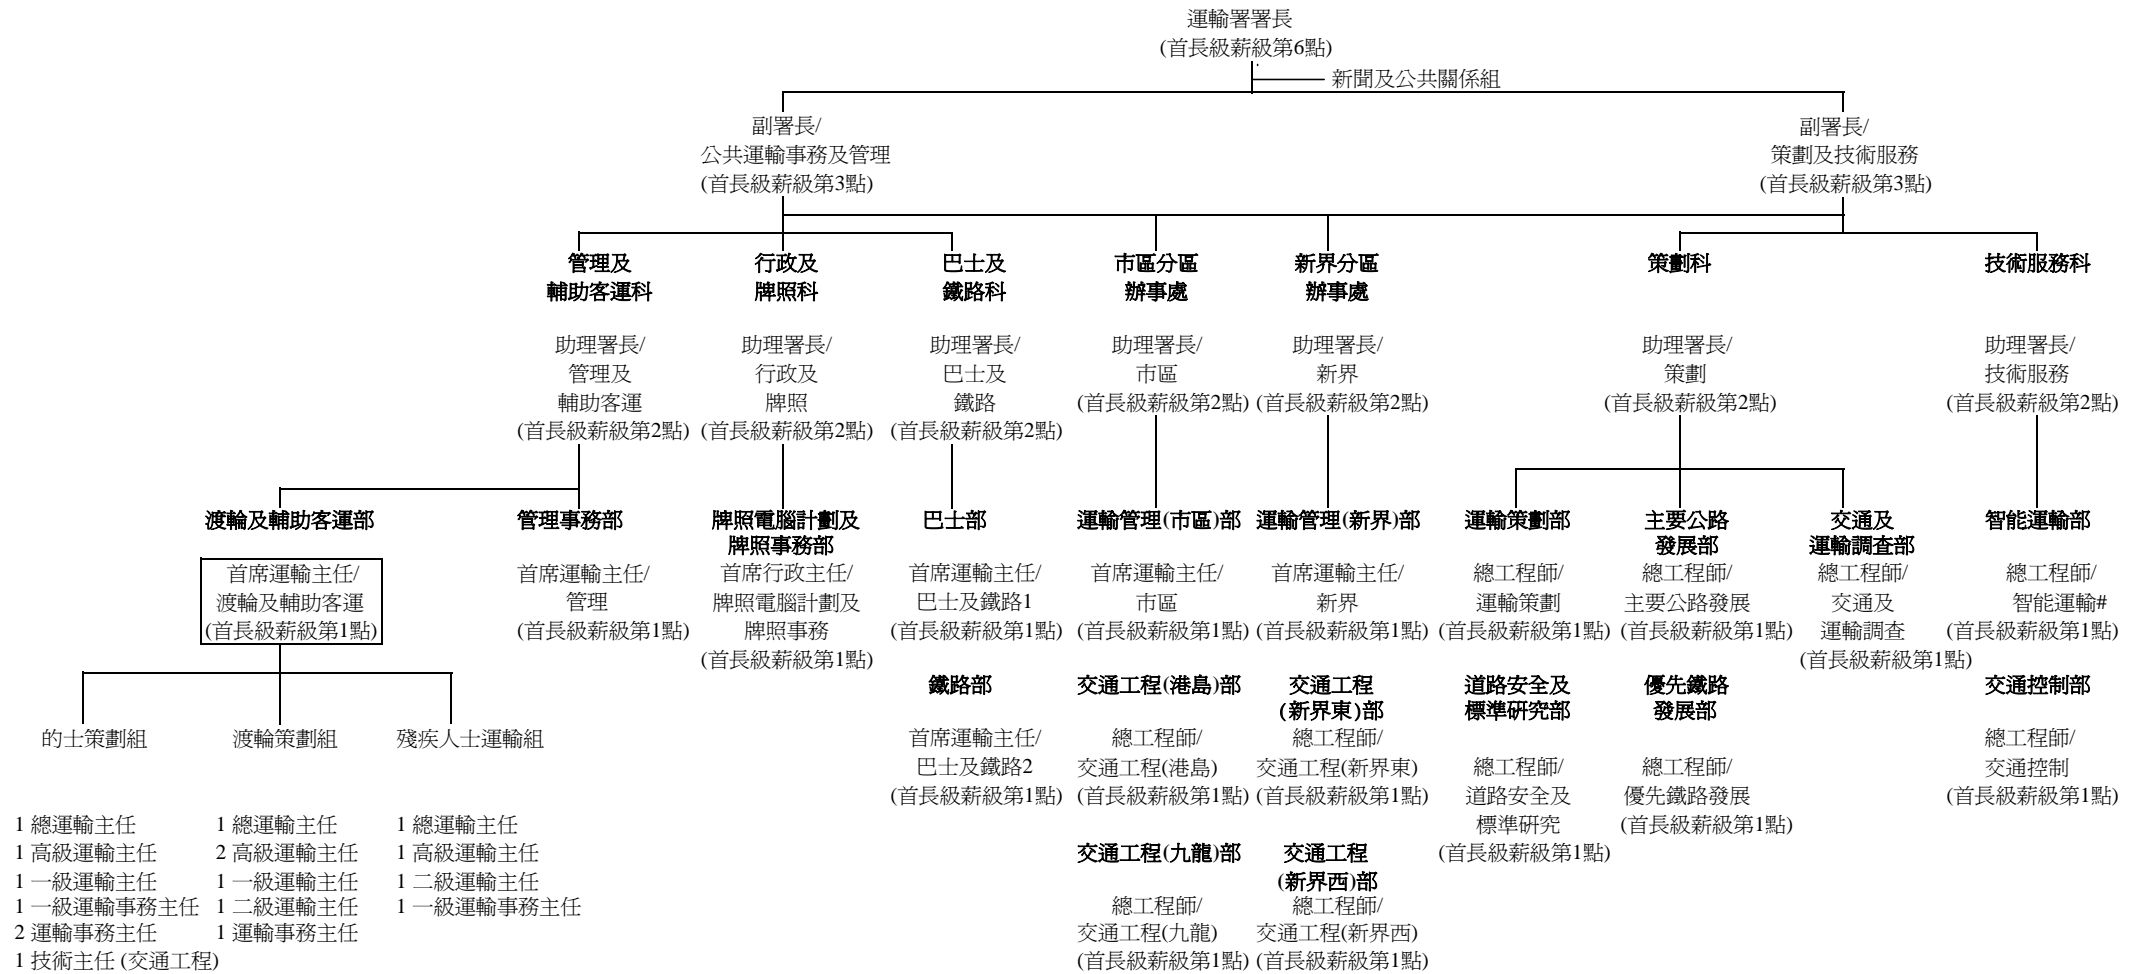 運輸署署長
(首長級薪級第6點)
新聞及公共關係組
副署長/
公共運輸事務及管理
(首長級薪級第3點)
副署長/
策劃及技術服務
(首長級薪級第3點)
管理及
輔助客運科
助理署長/
管理及
輔助客運
(首長級薪級第2點)
行政及
牌照科
助理署長/
行政及
牌照
(首長級薪級第2點)
巴士及
鐵路科
助理署長/
巴士及
鐵路
(首長級薪級第2點)
市區分區
辦事處
助理署長/
市區
(首長級薪級第2點)
新界分區
辦事處
助理署長/
新界
(首長級薪級第2點)
策劃科
助理署長/
策劃
(首長級薪級第2點)
技術服務科
助理署長/
技術服務
(首長級薪級第2點)
渡輪及輔助客運部
首席運輸主任/
渡輪及輔助客運
(首長級薪級第1點)
管理事務部
首席運輸主任/
管理
(首長級薪級第1點)
牌照電腦計劃及
牌照事務部
首席行政主任/
牌照電腦計劃及
牌照事務
(首長級薪級第1點)
巴士部
首席運輸主任/
巴士及鐵路1
(首長級薪級第1點)
鐵路部
首席運輸主任/
巴士及鐵路2
(首長級薪級第1點)
運輸管理(市區)部
首席運輸主任/
市區
(首長級薪級第1點)
交通工程(港島)部
總工程師/
交通工程(港島)
(首長級薪級第1點)
交通工程(九龍)部
總工程師/
交通工程(九龍)
(首長級薪級第1點)
運輸管理(新界)部
首席運輸主任/
新界
(首長級薪級第1點)
交通工程
(新界東)部
總工程師/
交通工程(新界東)
(首長級薪級第1點)
交通工程
(新界西)部
總工程師/
交通工程(新界西)
(首長級薪級第1點)
運輸策劃部
總工程師/
運輸策劃
(首長級薪級第1點)
道路安全及
標準研究部
總工程師/
道路安全及
標準研究
(首長級薪級第1點)
主要公路
發展部
總工程師/
主要公路發展
(首長級薪級第1點)
優先鐵路
發展部
總工程師/
優先鐵路發展
(首長級薪級第1點)
交通及
運輸調查部
總工程師/
交通及
運輸調查
(首長級薪級第1點)
智能運輸部
總工程師/
智能運輸#
(首長級薪級第1點)
交通控制部
總工程師/
交通控制
(首長級薪級第1點)
的士策劃組
1 總運輸主任
1 高級運輸主任
1 一級運輸主任
1 一級運輸事務主任
2 運輸事務主任
1 技術主任 (交通工程)
渡輪策劃組
1 總運輸主任
2 高級運輸主任
1 一級運輸主任
1 二級運輸主任
1 運輸事務主任
殘疾人士運輸組
1 總運輸主任
1 高級運輸主任
1 二級運輸主任
1 一級運輸事務主任